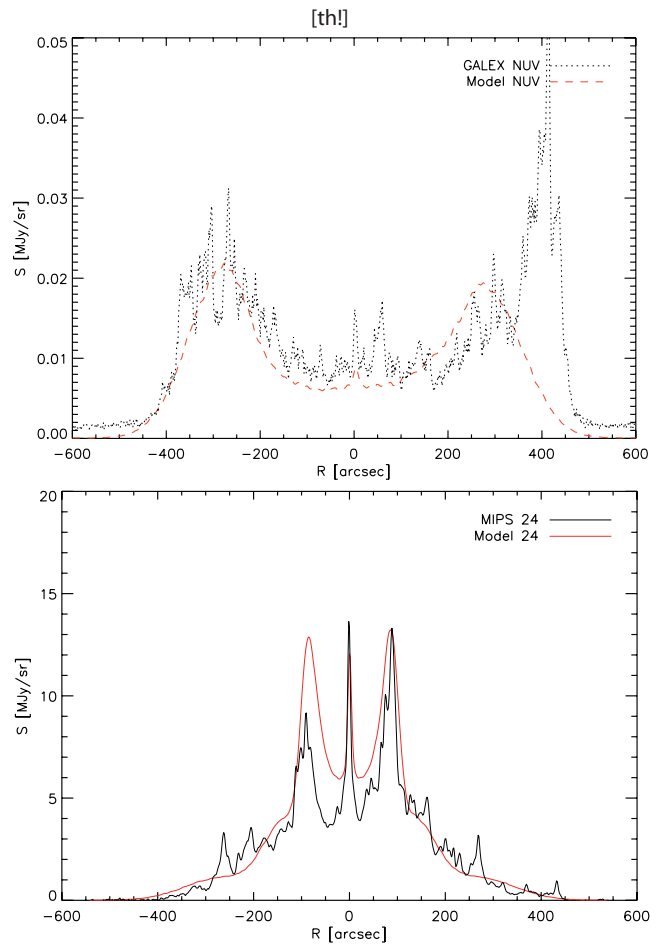 [th!]
0.05
GALEX NUV
Model NUV
0.04
0.03
S [MJy/sr]
0.02
0.01
0.00
−600 −400 −200 0 200 400 600
R [arcsec]
20
MIPS 24
Model 24
15
S [MJy/sr]
10
5
0
−600 −400 −200 0 200 400 600
R [arcsec]